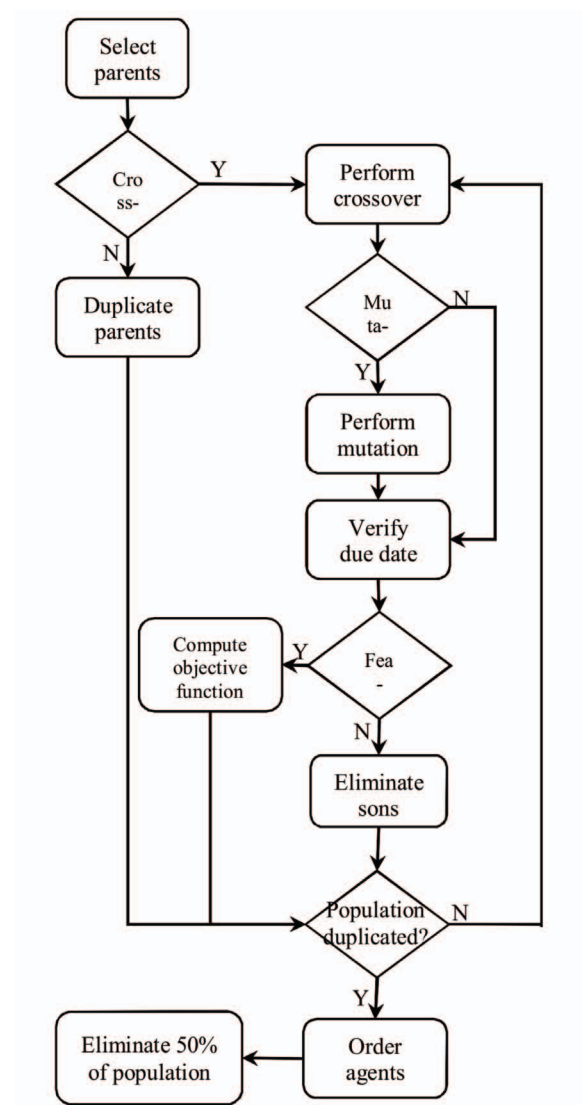 Select
parents
Cro
ss-
Y
N
Perform
crossover
Duplicate
parents
Mu
ta-
N
Y
Perform
mutation
Verify
due date
Compute
objective
function
Y
Fea
-
N
Eliminate
sons
Population
duplicated?
N
Y
Eliminate 50%
of population
Order
agents